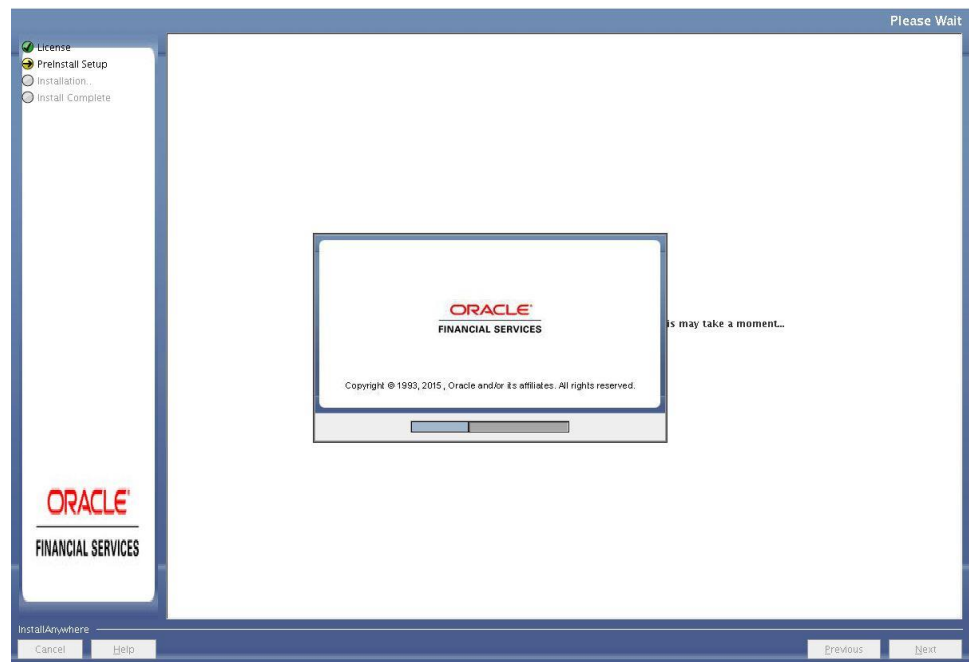 Please Wait
License
PreInstall Setup
Installation..
Install Complete
ORACLE
FINANCIAL SERVICES
is may take a moment...
Copyright © 1993, 2015, Oracle and/or its affiliates. All rights reserved.
ORACLE
FINANCIAL SERVICES
InstallAnywhere
Cancel Help Previous Next